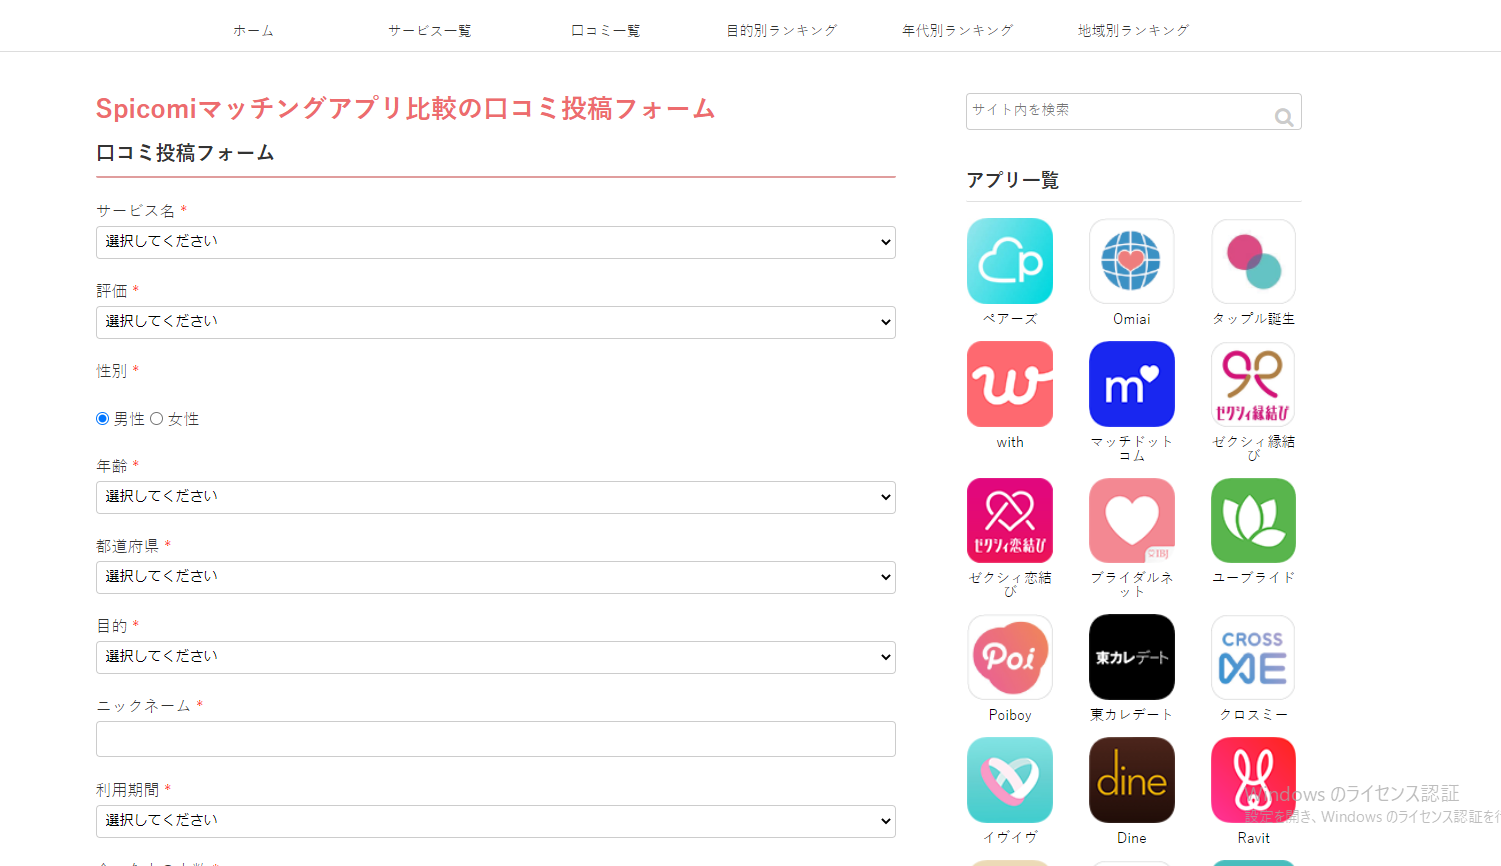 ホーム
サービス一覧
口コミ一覧
目的別ランキング
年代別ランキング
地域別ランキング
Spicomiマッチングアプリ比較の口コミ投稿フォーム
口コミ投稿フォーム
サービス名 *
選択してください
評価 *
選択してください
性別 *
男性 女性
年齢 *
選択してください
都道府県 *
選択してください
目的 *
選択してください
ニックネーム *
利用期間 *
選択してください
サイト内を検索
アプリ一覧
p
ペアーズ
Omiai
タップル誕生
w
with
m
マッチドット
コム
ゼクシィ縁結び
ゼクシィ縁結
び
ゼクシィ恋結び
ゼクシィ恋結
び
IBJ
ブライダルネ
ット
ユーブライド
Poi
Poiboy
東カレデート
東カレデート
CROSS
ME
クロスミー
イヴイヴ
dine
Dine
Ravit
Windows のライセンス認証
設定を開き、Windows のライセンス認証を行